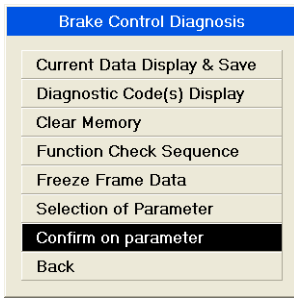 Brake Control Diagnosis
Current Data Display & Save
Diagnostic Code(s) Display
Clear Memory
Function Check Sequence
Freeze Frame Data
Selection of Parameter
Confirm on parameter
Back